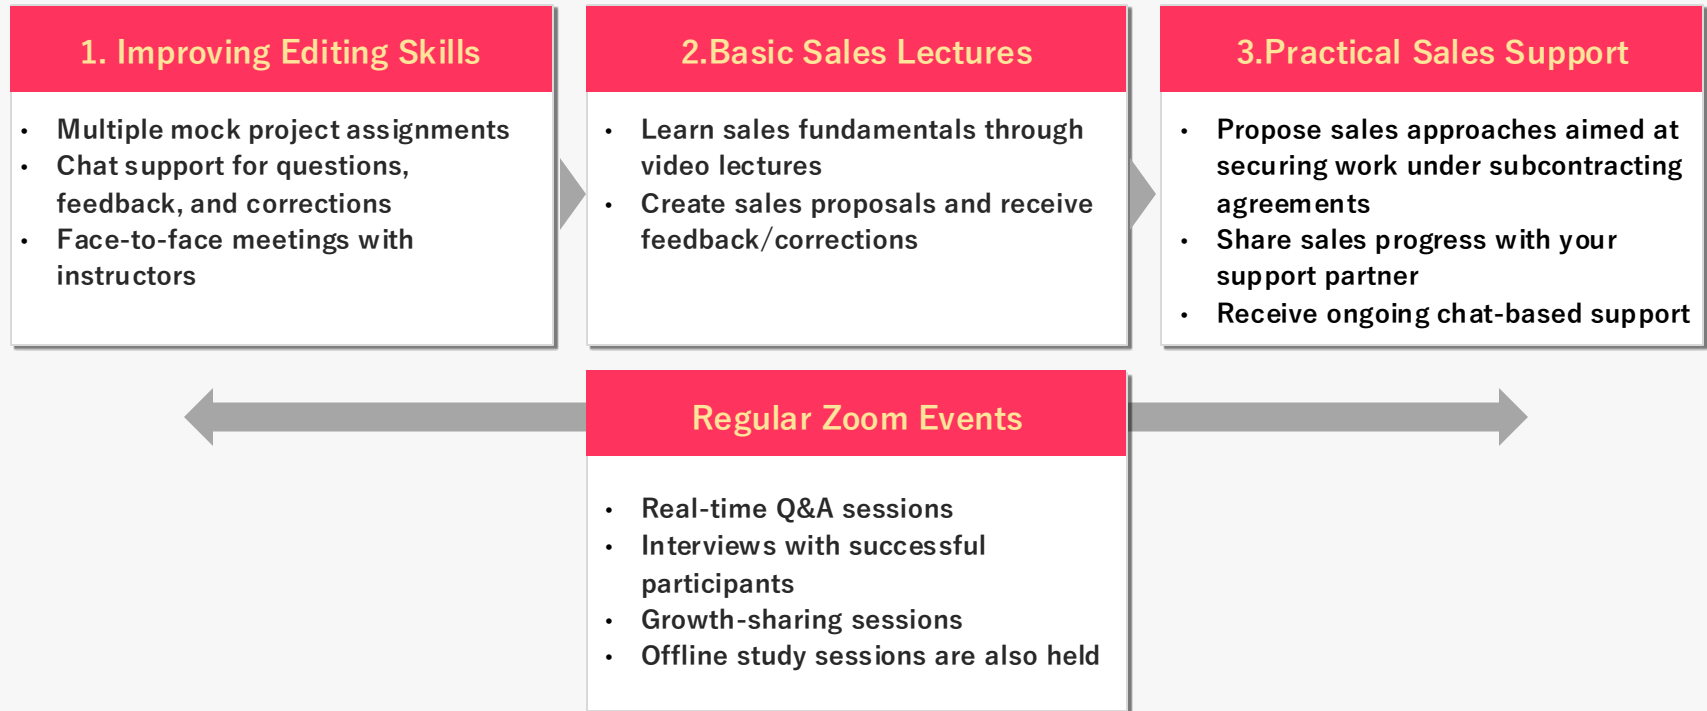 1. Improving Editing Skills
• Multiple mock project assignments
• Chat support for questions,
feedback, and corrections
• Face-to-face meetings with
instructors
2.Basic Sales Lectures
• Learn sales fundamentals through
video lectures
• Create sales proposals and receive
feedback/corrections
3.Practical Sales Support
• Propose sales approaches aimed at
securing work under subcontracting
agreements
• Share sales progress with your
support partner
• Receive ongoing chat-based support
Regular Zoom Events
• Real-time Q&A sessions
• Interviews with successful
participants
• Growth-sharing sessions
• Offline study sessions are also held